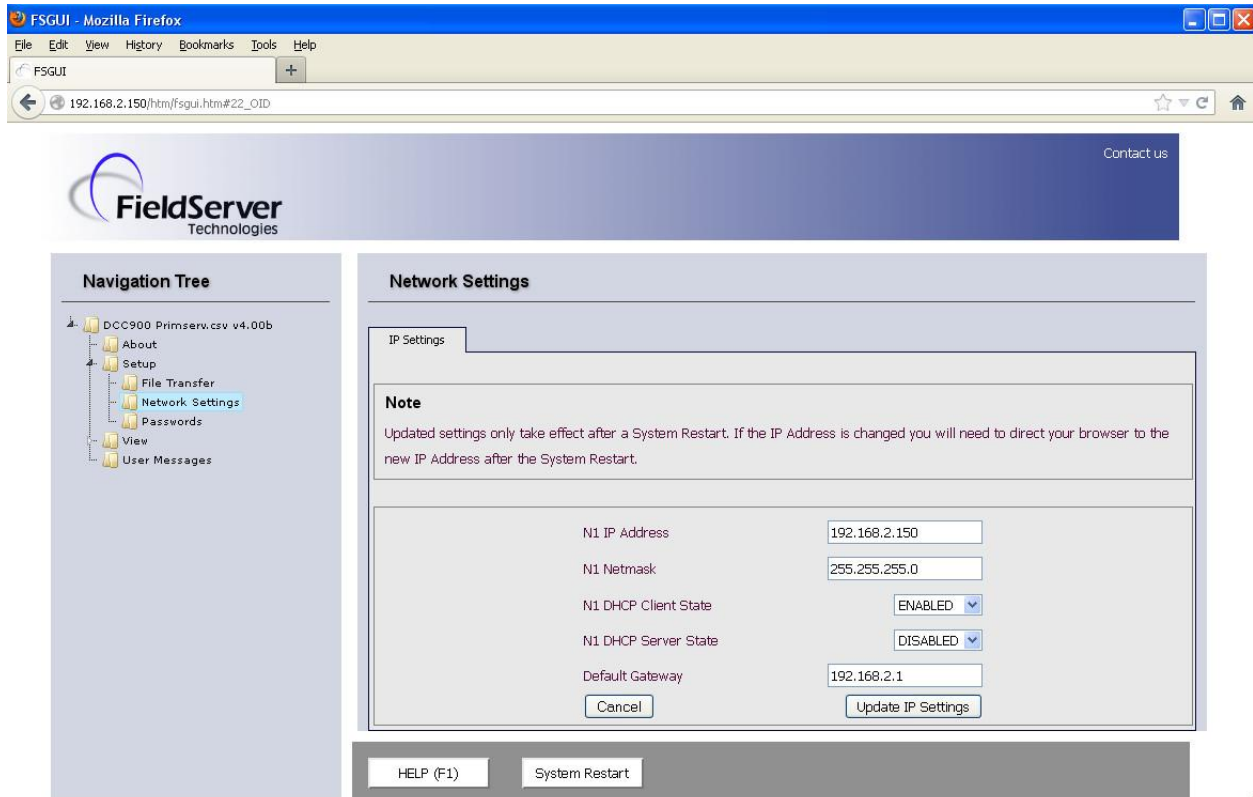 FSGUI - Mozilla Firefox
File Edit View History Bookmarks Tools Help
FSGUI
192.168.2.150/htm/fsgui.htm#22_OID
Contact us
FieldServer
Technologies
Navigation Tree
DCC900 Primserv.csv v4.00b
About
Setup
File Transfer
Network Settings
Passwords
View
User Messages
Network Settings
IP Settings
Note
Updated settings only take effect after a System Restart. If the IP Address is changed you will need to direct your browser to the
new IP Address after the System Restart.
N1 IP Address 192.168.2.150
N1 Netmask 255.255.255.0
N1 DHCP Client State ENABLED
N1 DHCP Server State DISABLED
Default Gateway 192.168.2.1
Cancel Update IP Settings
HELP (F1) System Restart